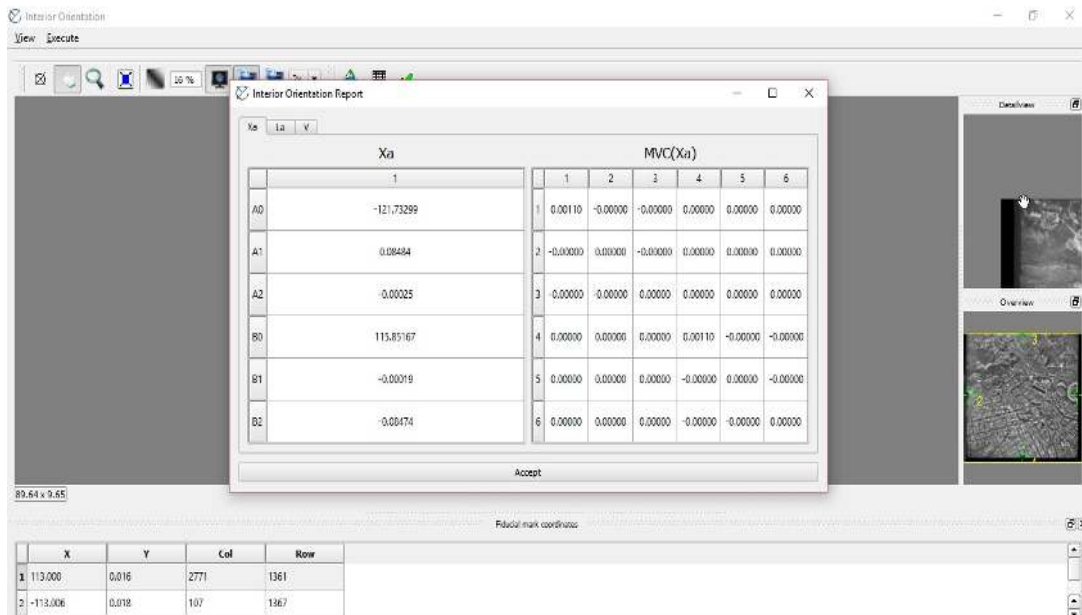 Interior Orientation
View Execute
16 %
Interior Orientation Report
Xa La V
Xa MVC(Xa)
1 1 2 3 4 5 6
A0 -121.73299 1 0.00110 -0.00000 -0.00000 0.00000 0.00000 0.00000
A1 0.08484 2 -0.00000 0.00000 -0.00000 0.00000 0.00000 0.00000
A2 -0.00025 3 -0.00000 -0.00000 0.00000 0.00000 0.00000 0.00000
B0 115.85167 4 0.00000 0.00000 0.00000 0.00110 -0.00000 -0.00000
B1 -0.00019 5 0.00000 0.00000 0.00000 -0.00000 0.00000 -0.00000
B2 -0.08474 6 0.00000 0.00000 0.00000 -0.00000 -0.00000 0.00000
Accept
Detailview
Overview
3
2
89.64 x 9.65
Fiducial mark coordinates
X Y Col Row
1 113.000 0.016 2771 1361
2 -113.006 0.018 107 1367